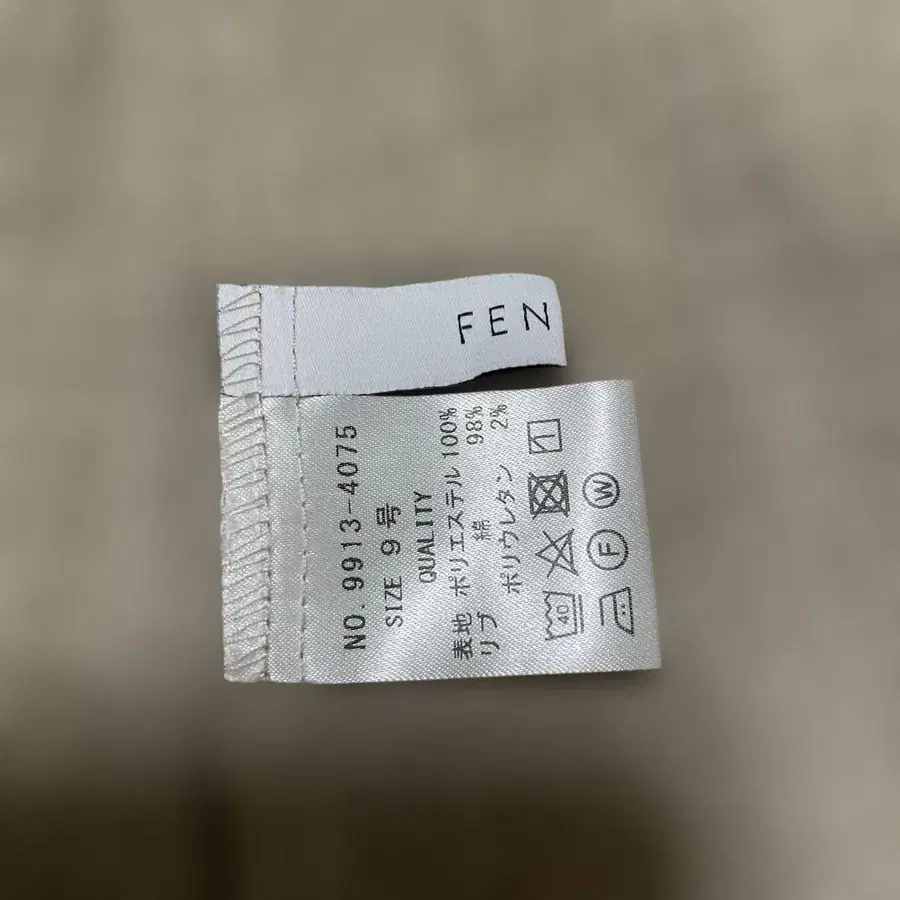 FEN
NO. 9913-4075
SIZE 9号
QUALITY
表地 ポリエステル 100%
リブ 綿 98%
ポリウレタン 2%
40
F W